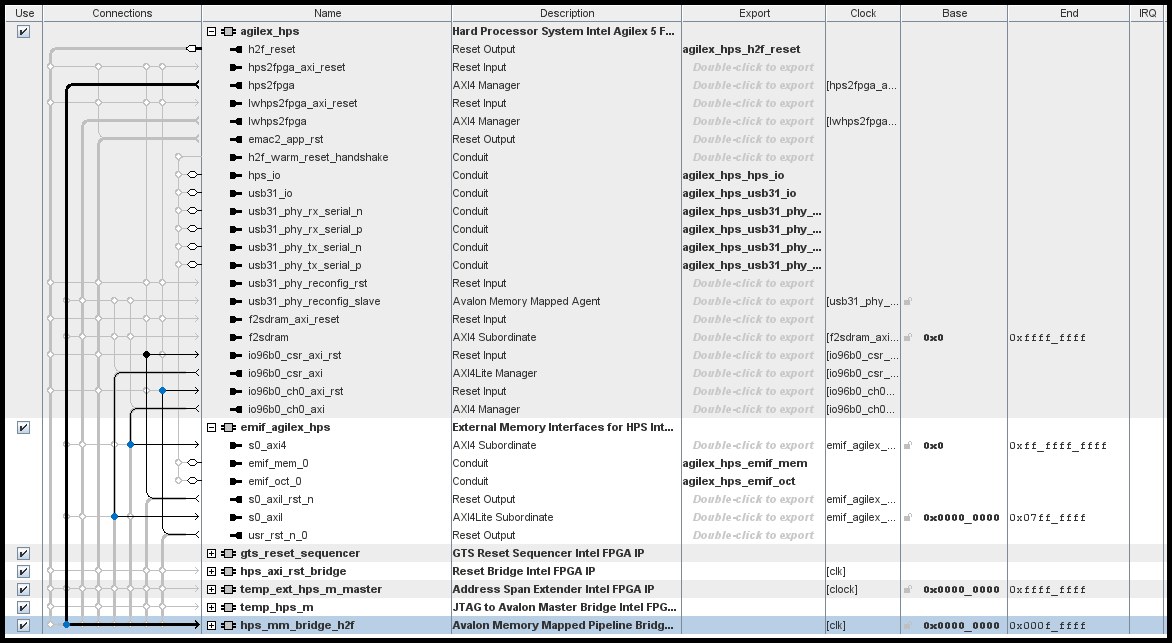 Use Connections Name Description Export Clock Base End IRQ
agilex_hps Hard Processor System Intel Agilex 5 F...
h2f_reset Reset Output agilex_hps_h2f_reset
hps2fpga_axi_reset Reset Input Double-click to export
hps2fpga AXI4 Manager Double-click to export [hps2fpga_a...
lwhps2fpga_axi_reset Reset Input Double-click to export
lwhps2fpga AXI4 Manager Double-click to export [lwhps2fpga...
emac2_app_rst Reset Output Double-click to export
h2f_warm_reset_handshake Conduit Double-click to export
hps_io Conduit agilex_hps_hps_io
usb31_io Conduit agilex_hps_usb31_io
usb31_phy_rx_serial_n Conduit agilex_hps_usb31_phy_...
usb31_phy_rx_serial_p Conduit agilex_hps_usb31_phy_...
usb31_phy_tx_serial_n Conduit agilex_hps_usb31_phy_...
usb31_phy_tx_serial_p Conduit agilex_hps_usb31_phy_...
usb31_phy_reconfig_rst Reset Input Double-click to export
usb31_phy_reconfig_slave Avalon Memory Mapped Agent Double-click to export [usb31_phy_...
f2sdram_axi_reset Reset Input Double-click to export
f2sdram AXI4 Subordinate Double-click to export [f2sdram_axi... 0x0 0xffff_ffff
io96b0_csr_axi_rst Reset Input Double-click to export [io96b0_csr_...
io96b0_csr_axi AXI4Lite Manager Double-click to export [io96b0_csr_...
io96b0_ch0_axi_rst Reset Input Double-click to export [io96b0_ch0...
io96b0_ch0_axi AXI4 Manager Double-click to export [io96b0_ch0...
emif_agilex_hps External Memory Interfaces for HPS Int...
s0_axi4 AXI4 Subordinate Double-click to export emif_agilex_... 0x0 0xff_ffff_ffff
emif_mem_0 Conduit agilex_hps_emif_mem
emif_oct_0 Conduit agilex_hps_emif_oct
s0_axil_rst_n Reset Output Double-click to export emif_agilex_...
s0_axil AXI4Lite Subordinate Double-click to export emif_agilex_... 0x0000_0000 0x07ff_ffff
usr_rst_n_0 Reset Output Double-click to export
gts_reset_sequencer GTS Reset Sequencer Intel FPGA IP
hps_axi_rst_bridge Reset Bridge Intel FPGA IP [clk]
temp_ext_hps_m_master Address Span Extender Intel FPGA IP [clock] 0x0000_0000 0xffff_ffff
temp_hps_m JTAG to Avalon Master Bridge Intel FPG...
hps_mm_bridge_h2f Avalon Memory Mapped Pipeline Bridg... [clk] 0x0000_0000 0x000f_ffff